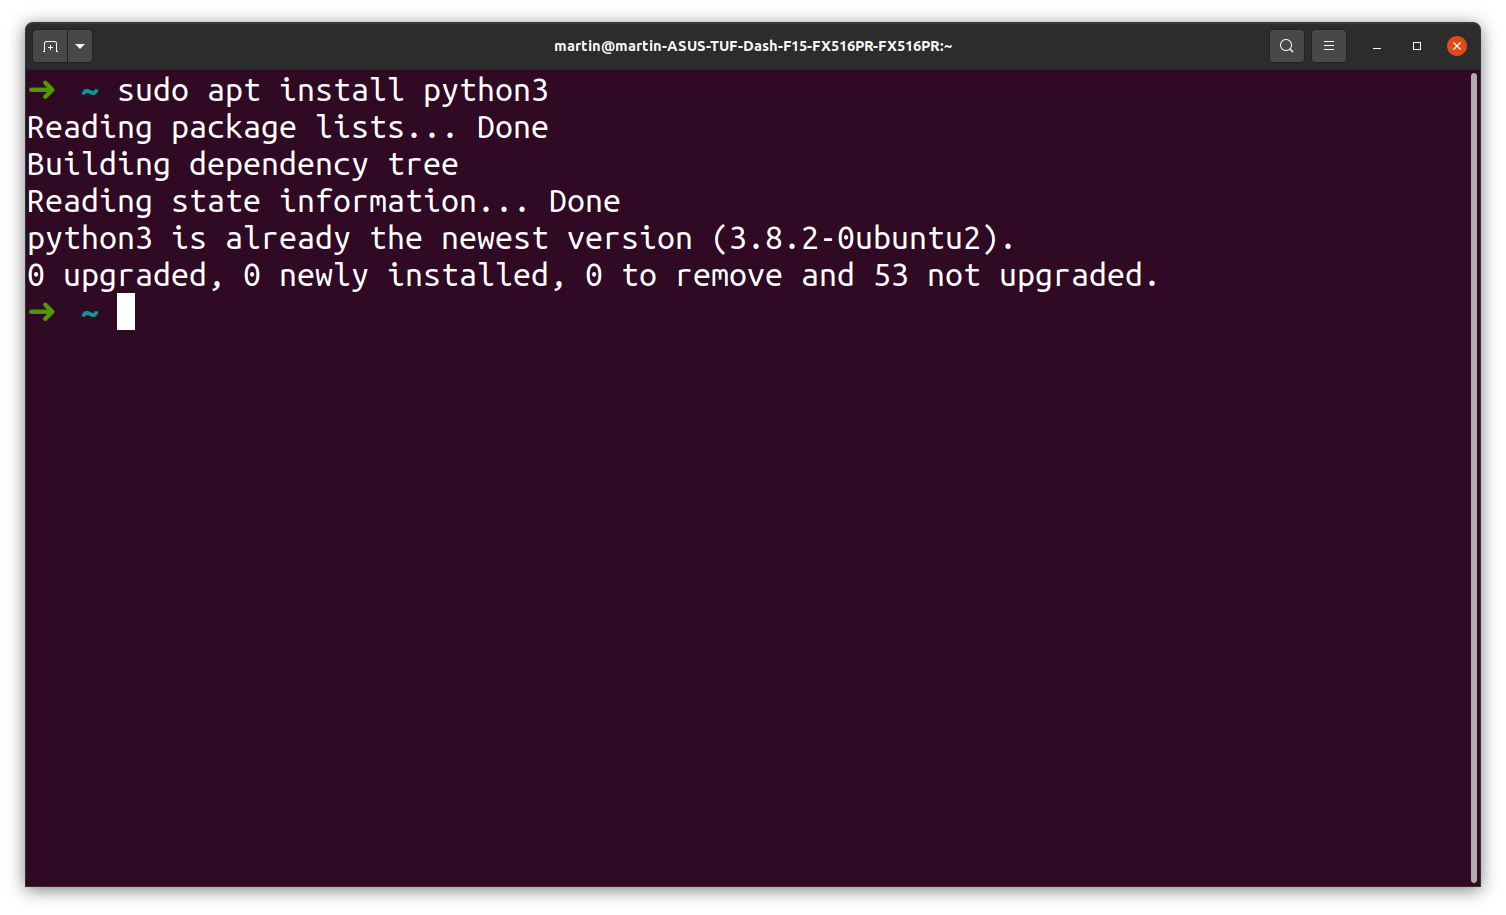 martin@martin-ASUS-TUF-Dash-F15-FX516PR-FX516PR:~
➜ ~ sudo apt install python3
Reading package lists... Done
Building dependency tree
Reading state information... Done
python3 is already the newest version (3.8.2-0ubuntu2).
0 upgraded, 0 newly installed, 0 to remove and 53 not upgraded.
➜ ~